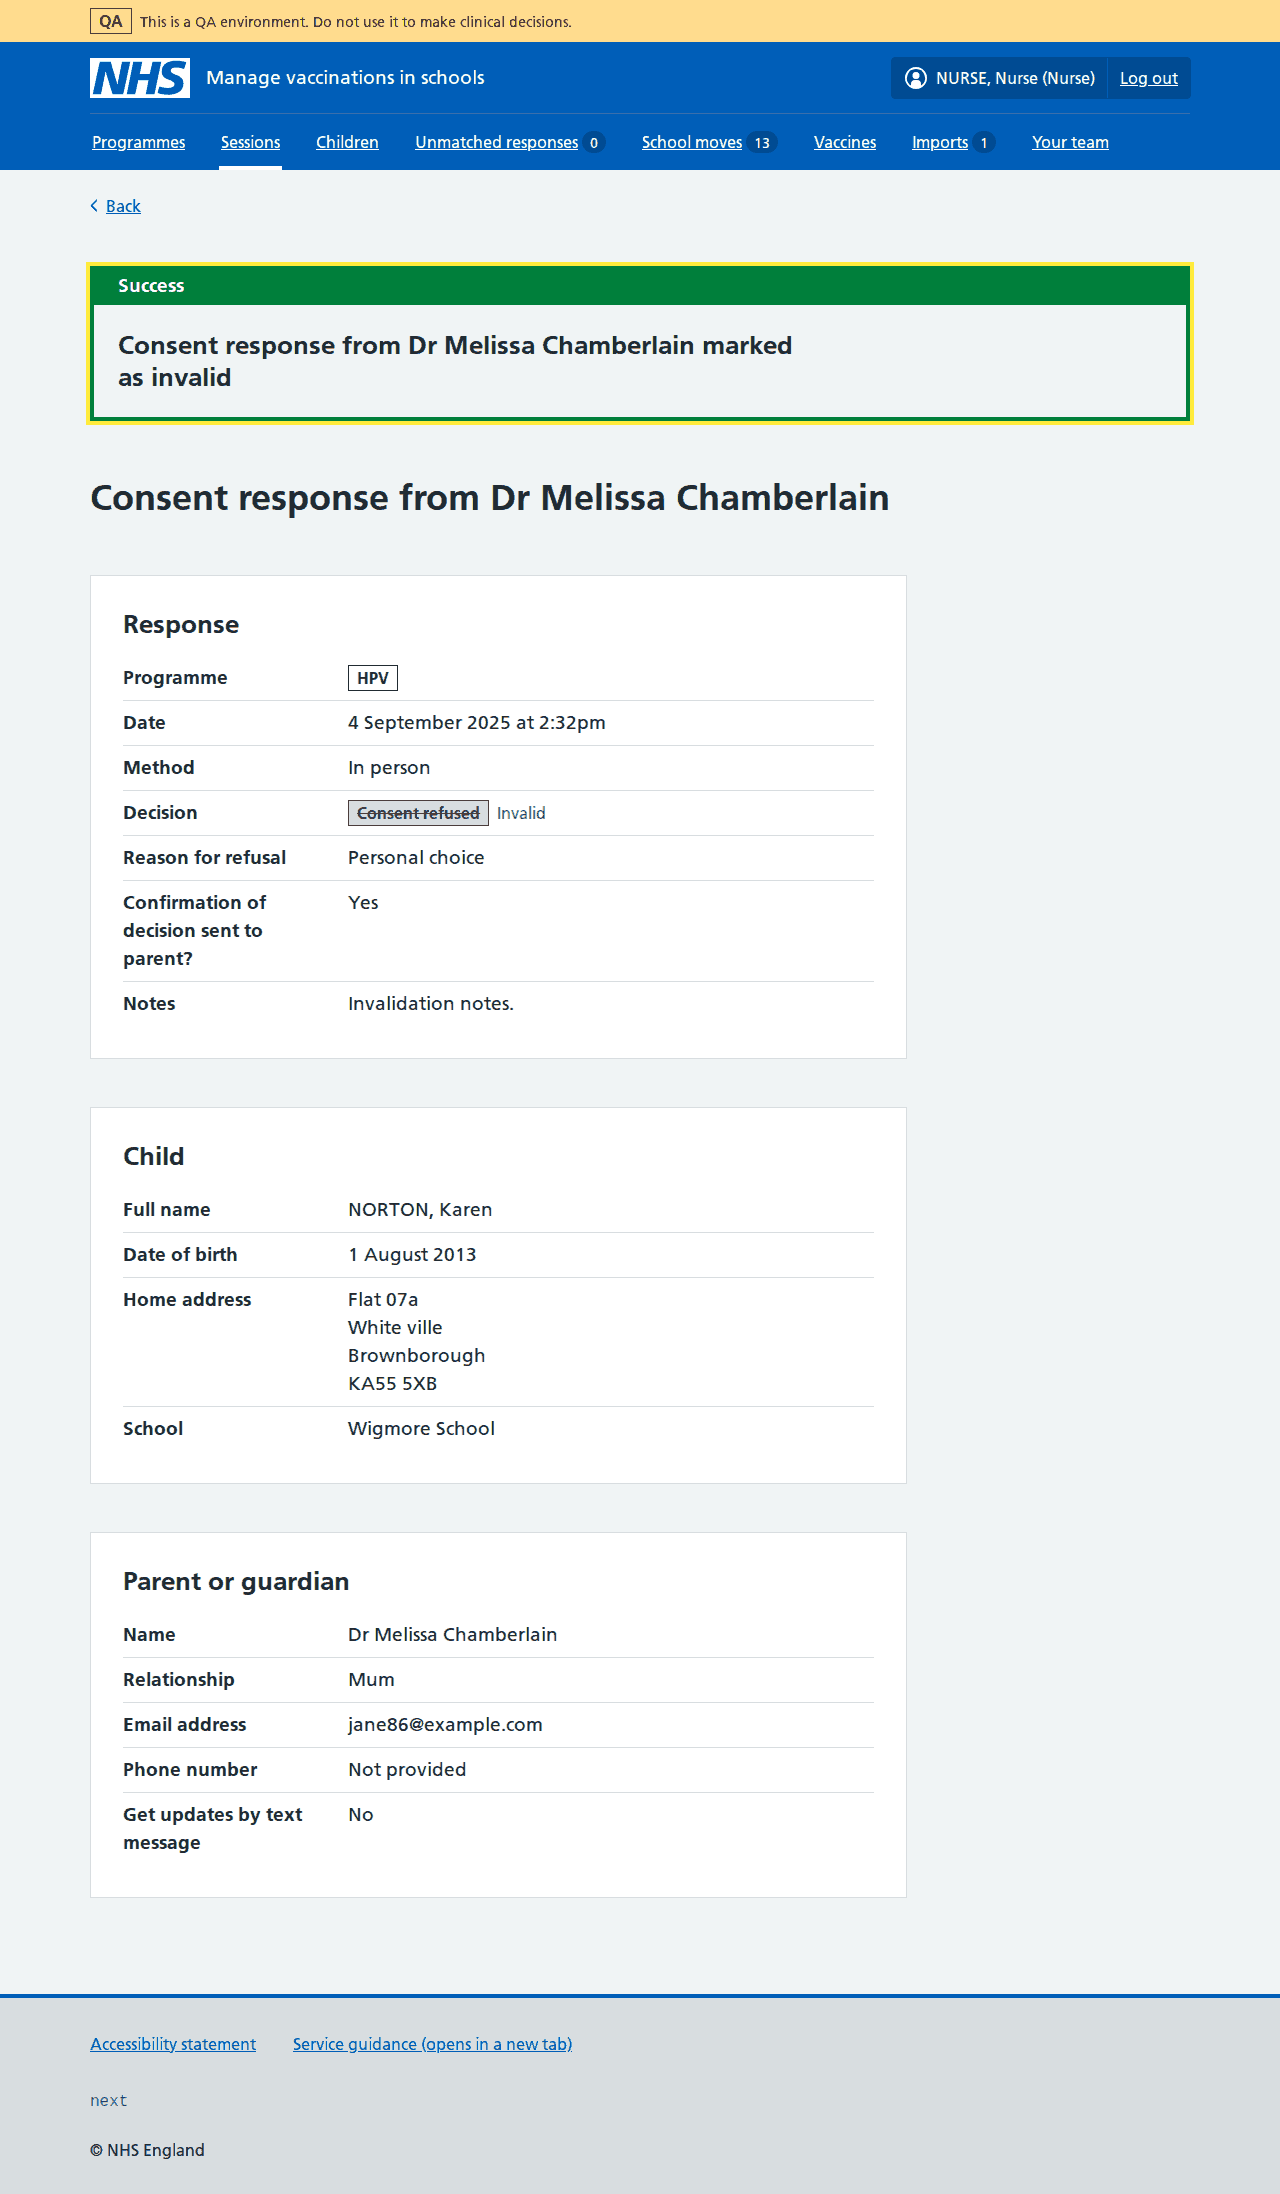 QA This is a QA environment. Do not use it to make clinical decisions.
NHS Manage vaccinations in schools NURSE, Nurse (Nurse) Log out
Programmes Sessions Children Unmatched responses 0 School moves 13 Vaccines Imports 1 Your team
Back
Success
Consent response from Dr Melissa Chamberlain marked
as invalid
Consent response from Dr Melissa Chamberlain
Response
Programme HPV
Date 4 September 2025 at 2:32pm
Method In person
Decision Consent refused Invalid
Reason for refusal Personal choice
Confirmation of Yes
decision sent to
parent?
Notes Invalidation notes.
Child
Full name NORTON, Karen
Date of birth 1 August 2013
Home address Flat 07a
White ville
Brownborough
KA55 5XB
School Wigmore School
Parent or guardian
Name Dr Melissa Chamberlain
Relationship Mum
Email address jane86@example.com
Phone number Not provided
Get updates by text No
message
Accessibility statement Service guidance (opens in a new tab)
next
© NHS England